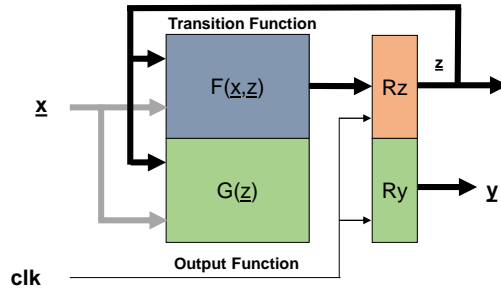 Transition Function
F(x,z)
Rz
z
x
G(z)
Ry
y
Output Function
clk